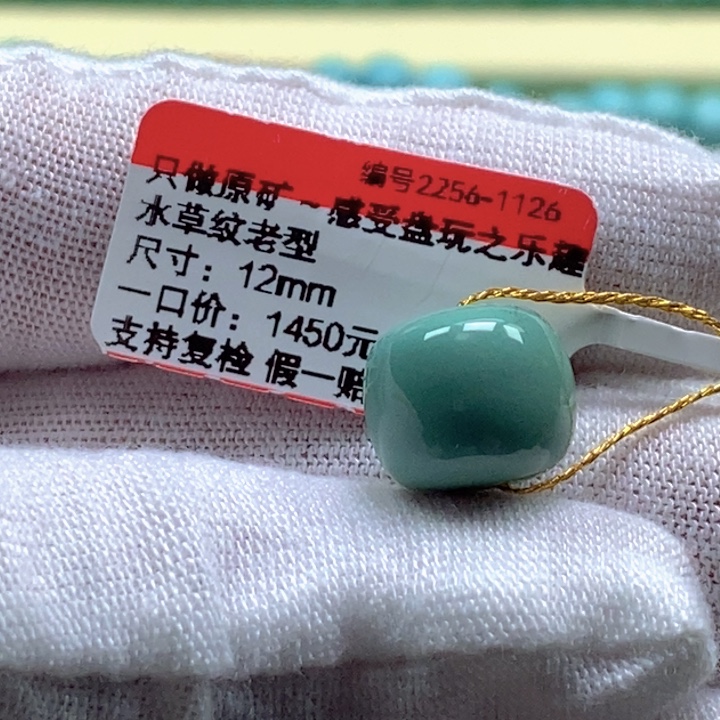 编号2256-1126
只做原矿~感受盘玩之乐趣
水草纹老型
尺寸：12mm
一口价：1450元
支持复检 假一赔